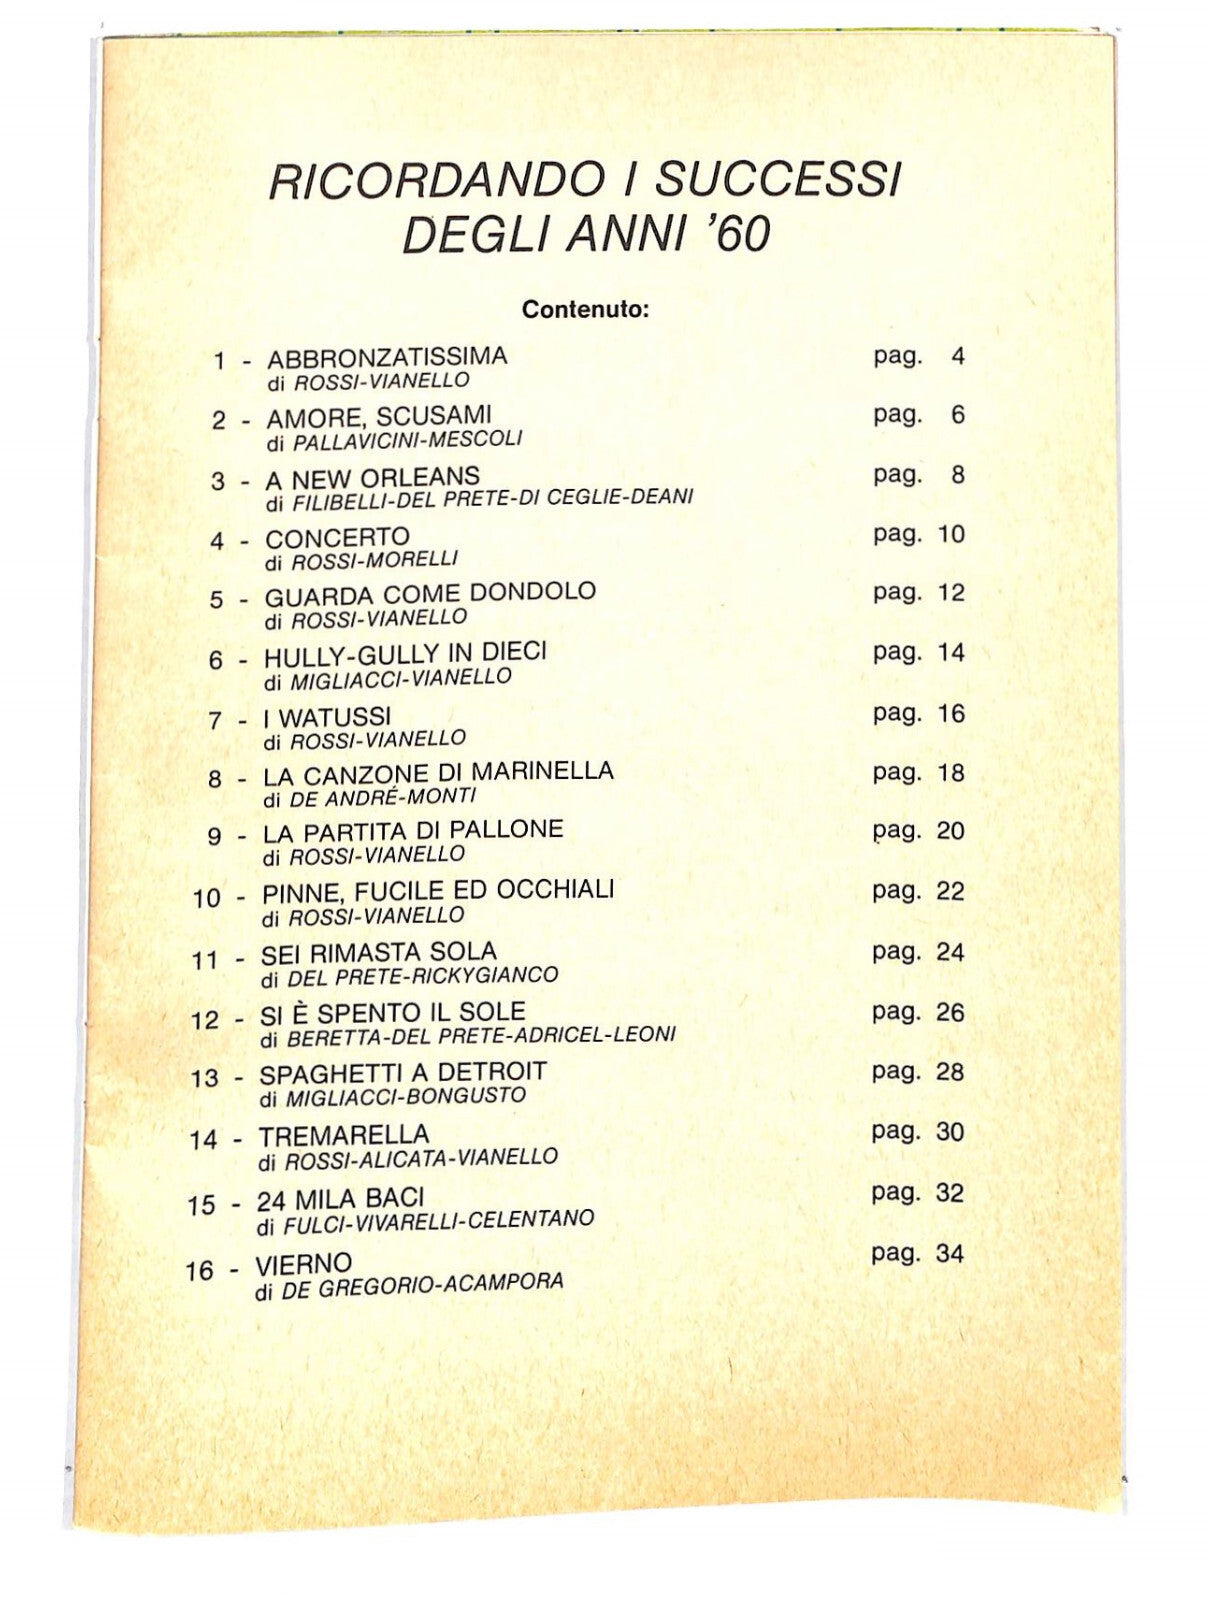 RICORDANDO I SUCCESSI
DEGLI ANNI '60
Contenuto:
1 - ABBRONZATISSIMA pag. 4
di ROSSI-VIANELLO
2 - AMORE, SCUSAMI pag. 6
di PALLAVICINI-MESCOLI
3 - A NEW ORLEANS pag. 8
di FILIBELLI-DEL PRETE-DI CEGLIE-DEANI
4 - CONCERTO pag. 10
di ROSSI-MORELLI
5 - GUARDA COME DONDOLO pag. 12
di ROSSI-VIANELLO
6 - HULLY-GULLY IN DIECI pag. 14
di MIGLIACCI-VIANELLO
7 - I WATUSSI pag. 16
di ROSSI-VIANELLO
8 - LA CANZONE DI MARINELLA pag. 18
di DE ANDRÉ-MONTI
9 - LA PARTITA DI PALLONE pag. 20
di ROSSI-VIANELLO
10 - PINNE, FUCILE ED OCCHIALI pag. 22
di ROSSI-VIANELLO
11 - SEI RIMASTA SOLA pag. 24
di DEL PRETE-RICKYGIANCO
12 - SI È SPENTO IL SOLE pag. 26
di BERETTA-DEL PRETE-ADRICEL-LEONI
13 - SPAGHETTI A DETROIT pag. 28
di MIGLIACCI-BONGUSTO
14 - TREMARELLA pag. 30
di ROSSI-ALICATA-VIANELLO
15 - 24 MILA BACI pag. 32
di FULCI-VIVARELLI-CELENTANO
16 - VIERNO pag. 34
di DE GREGORIO-ACAMPORA